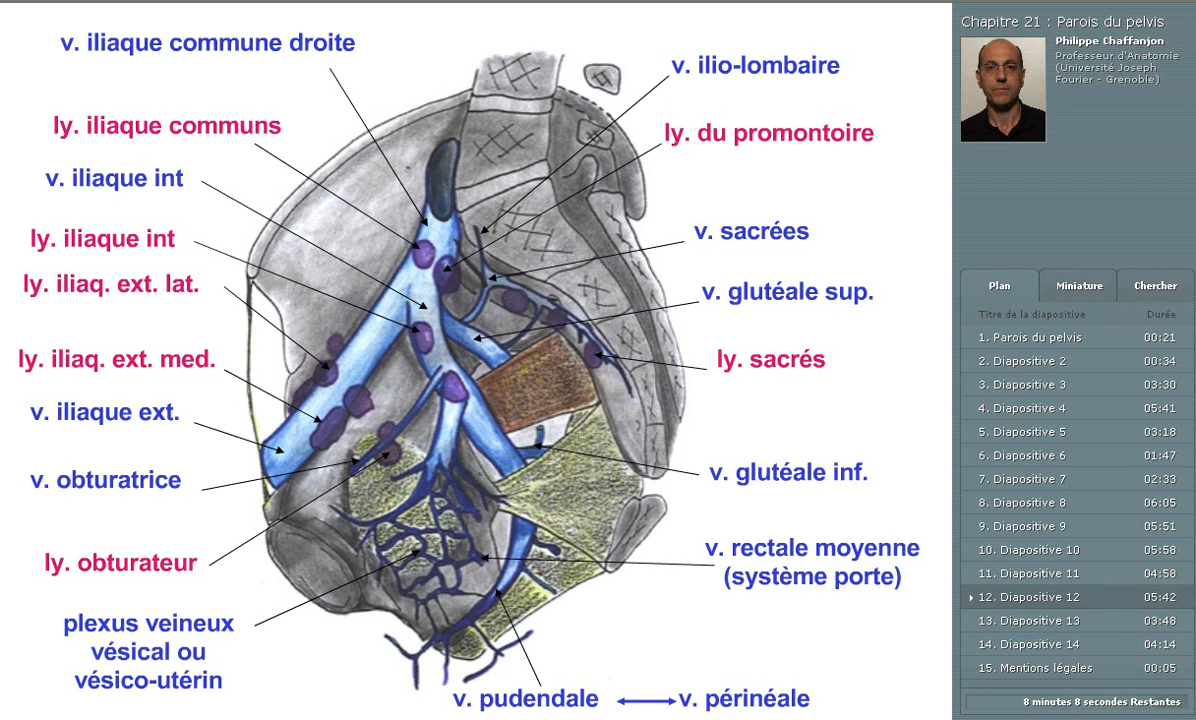 v. iliaque commune droite
ly. iliaque communs
v. iliaque int
ly. iliaque int
ly. iliaq. ext. lat.
ly. iliaq. ext. med.
v. iliaque ext.
v. obturatrice
ly. obturateur
plexus veineux
vésical ou
vésico-utérin
v. ilio-lombaire
ly. du promontoire
v. sacrées
v. glutéale sup.
ly. sacrés
v. glutéale inf.
v. rectale moyenne
(système porte)
v. pudendale
v. périnéale
Chapitre 21 : Parois du pelvis
Philippe Chaffanjon
Professeur d'Anatomie
(Université Joseph
Fourier - Grenoble)
Plan Miniature Chercher
Titre de la diapositive Durée
1. Parois du pelvis 00:21
2. Diapositive 2 00:34
3. Diapositive 3 03:30
4. Diapositive 4 05:41
5. Diapositive 5 03:18
6. Diapositive 6 01:47
7. Diapositive 7 02:33
8. Diapositive 8 06:05
9. Diapositive 9 05:51
10. Diapositive 10 05:58
11. Diapositive 11 04:58
12. Diapositive 12 05:42
13. Diapositive 13 03:48
14. Diapositive 14 04:14
15. Mentions légales 00:05
8 minutes 8 secondes Restantes